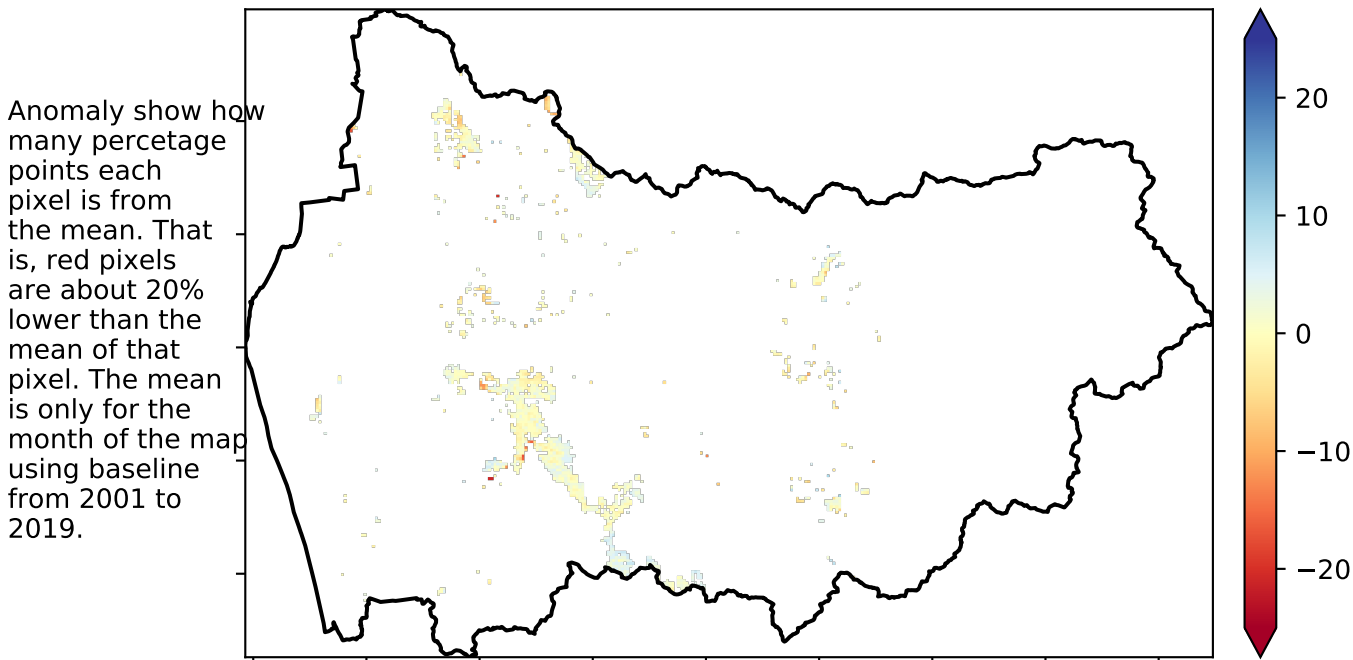 Anomaly show how
many percetage
points each
pixel is from
the mean. That
is, red pixels
are about 20%
lower than the
mean of that
pixel. The mean
is only for the
month of the map
using baseline
from 2001 to
2019.
20
10
0
−10
−20